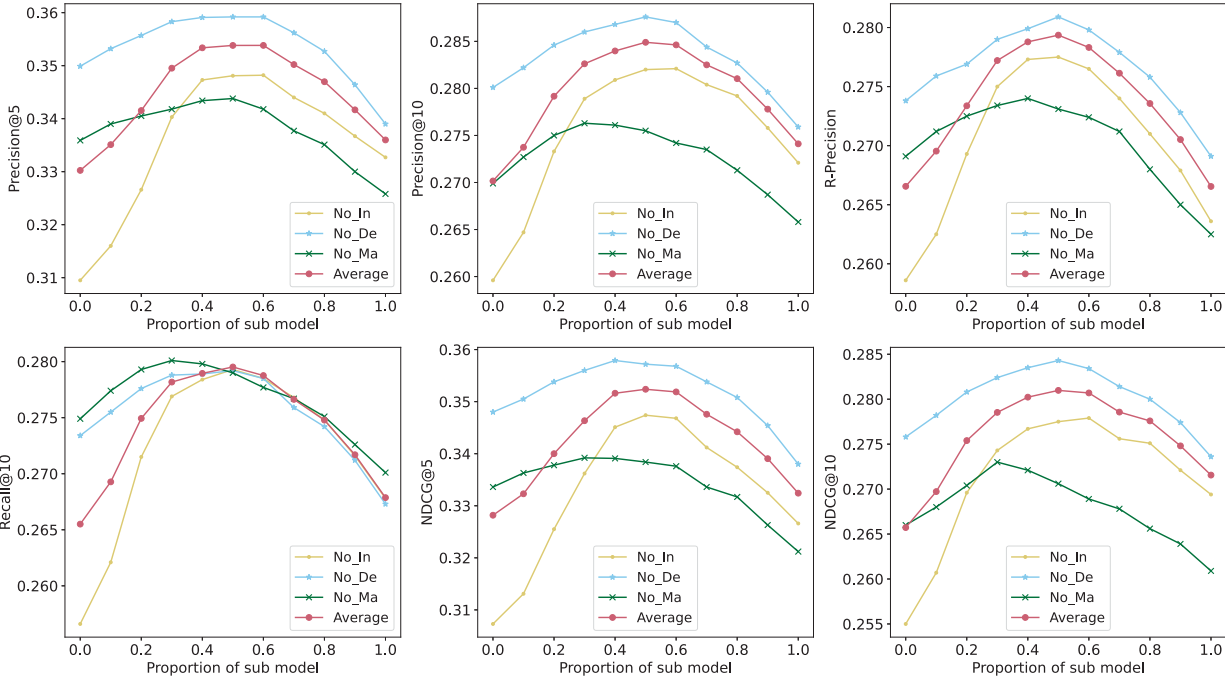 Precision@5
0.36
0.35
0.34
0.33
0.32
0.31
0.0 0.2 0.4 0.6 0.8 1.0
Proportion of sub model
No_In
No_De
No_Ma
Average
Precision@10
0.285
0.280
0.275
0.270
0.265
0.260
0.0 0.2 0.4 0.6 0.8 1.0
Proportion of sub model
No_In
No_De
No_Ma
Average
R-Precision
0.280
0.275
0.270
0.265
0.260
0.0 0.2 0.4 0.6 0.8 1.0
Proportion of sub model
No_In
No_De
No_Ma
Average
Recall@10
0.280
0.275
0.270
0.265
0.260
0.0 0.2 0.4 0.6 0.8 1.0
Proportion of sub model
No_In
No_De
No_Ma
Average
NDCG@5
0.36
0.35
0.34
0.33
0.32
0.31
0.0 0.2 0.4 0.6 0.8 1.0
Proportion of sub model
No_In
No_De
No_Ma
Average
NDCG@10
0.285
0.280
0.275
0.270
0.265
0.260
0.255
0.0 0.2 0.4 0.6 0.8 1.0
Proportion of sub model
No_In
No_De
No_Ma
Average